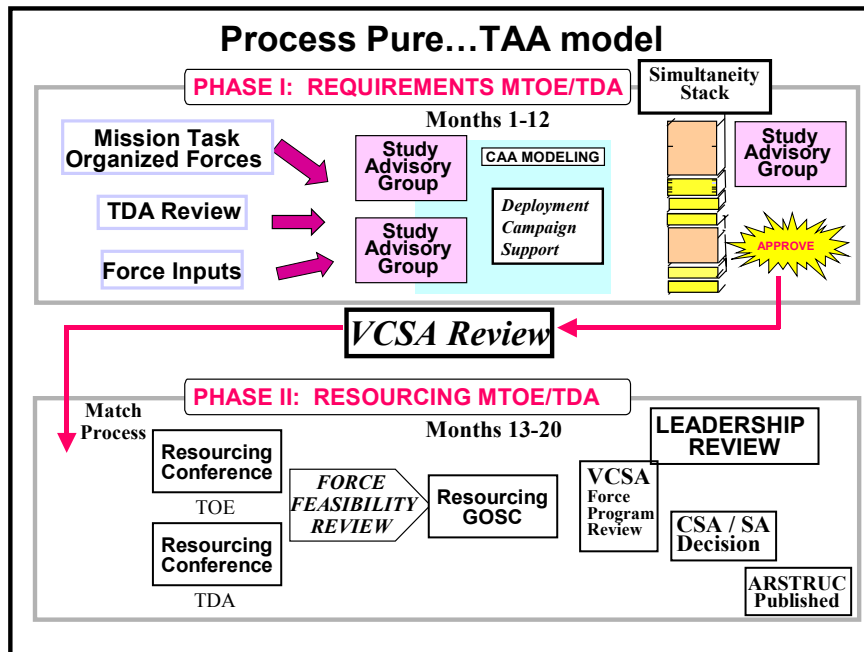 Process Pure…TAA model
PHASE I:  REQUIREMENTS MTOE/TDA
Simultaneity
Stack
Months 1-12
Mission Task
Organized Forces
TDA Review
Force Inputs
Study
Advisory
Group
Study
Advisory
Group
CAA MODELING
Deployment
Campaign
Support
Study
Advisory
Group
APPROVE
VCSA Review
PHASE II:  RESOURCING MTOE/TDA
Months 13-20
Match
Process
Resourcing
Conference
TOE
Resourcing
Conference
TDA
FORCE
FEASIBILITY
REVIEW
Resourcing
GOSC
VCSA
Force
Program
Review
LEADERSHIP
REVIEW
CSA / SA
Decision
ARSTRUC
Published